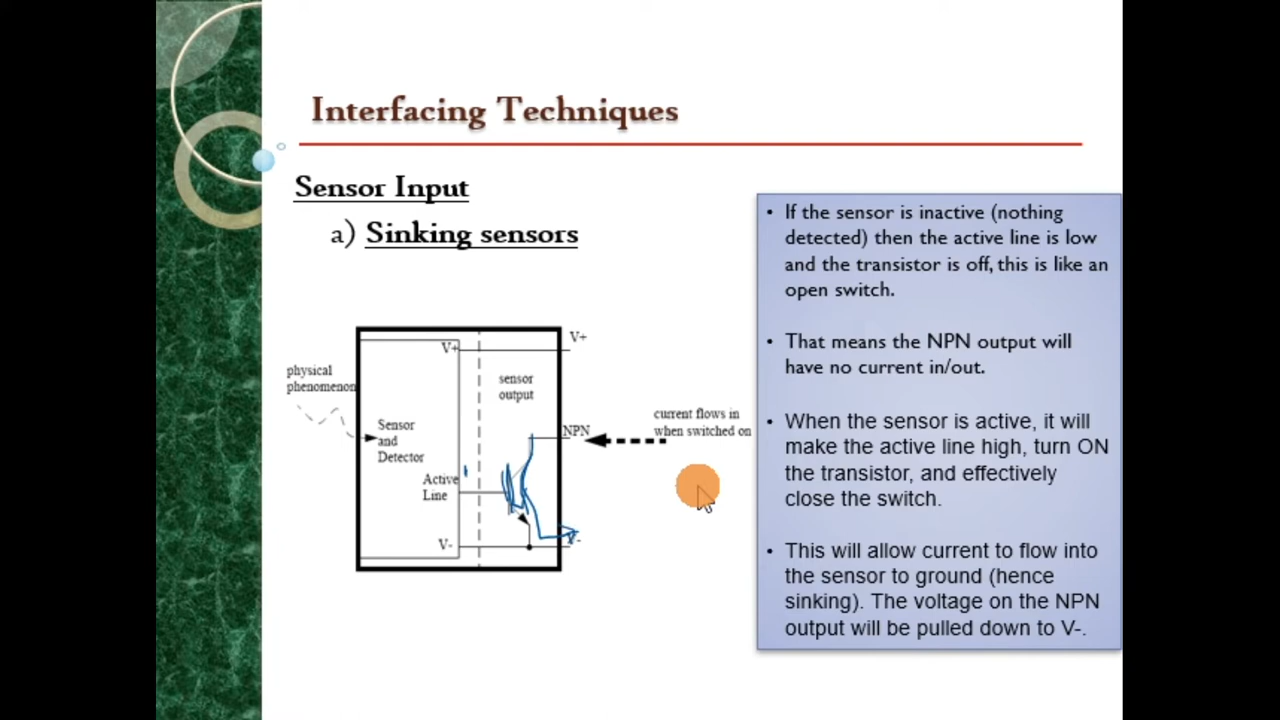 Interfacing Techniques
Sensor Input
a) Sinking sensors
V+
V+
physical
phenomenon
sensor
output
Sensor
and
Detector
NPN
current flows in
when switched on
Active
Line
V-
V-
• If the sensor is inactive (nothing
detected) then the active line is low
and the transistor is off, this is like an
open switch.
• That means the NPN output will
have no current in/out.
• When the sensor is active, it will
make the active line high, turn ON
the transistor, and effectively
close the switch.
• This will allow current to flow into
the sensor to ground (hence
sinking). The voltage on the NPN
output will be pulled down to V-.